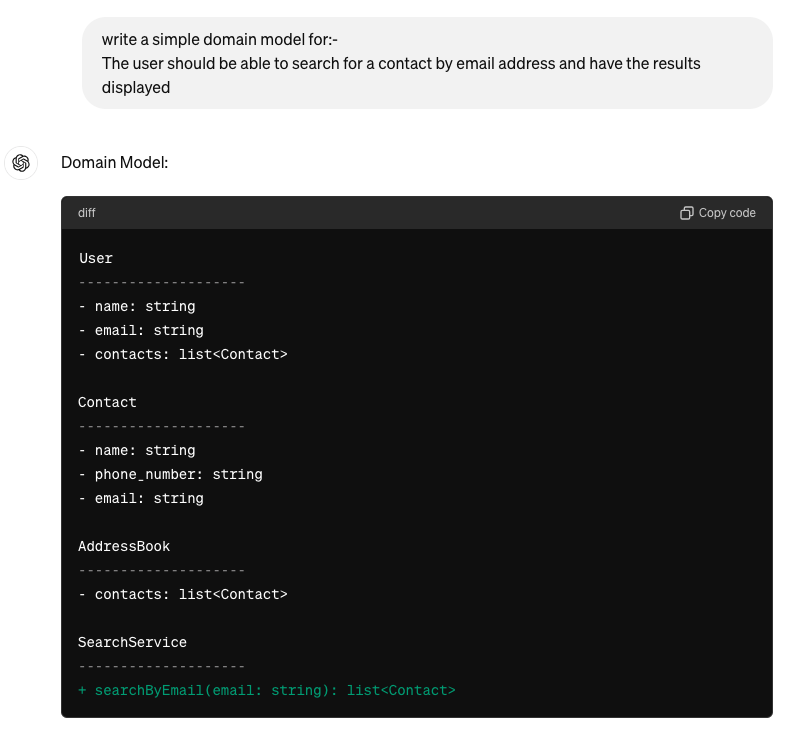 write a simple domain model for:-
The user should be able to search for a contact by email address and have the results
displayed
Domain Model:
diff
Copy code
User
--------------------
- name: string
- email: string
- contacts: list<Contact>
Contact
--------------------
- name: string
- phone_number: string
- email: string
AddressBook
--------------------
- contacts: list<Contact>
SearchService
--------------------
+ searchByEmail(email: string): list<Contact>